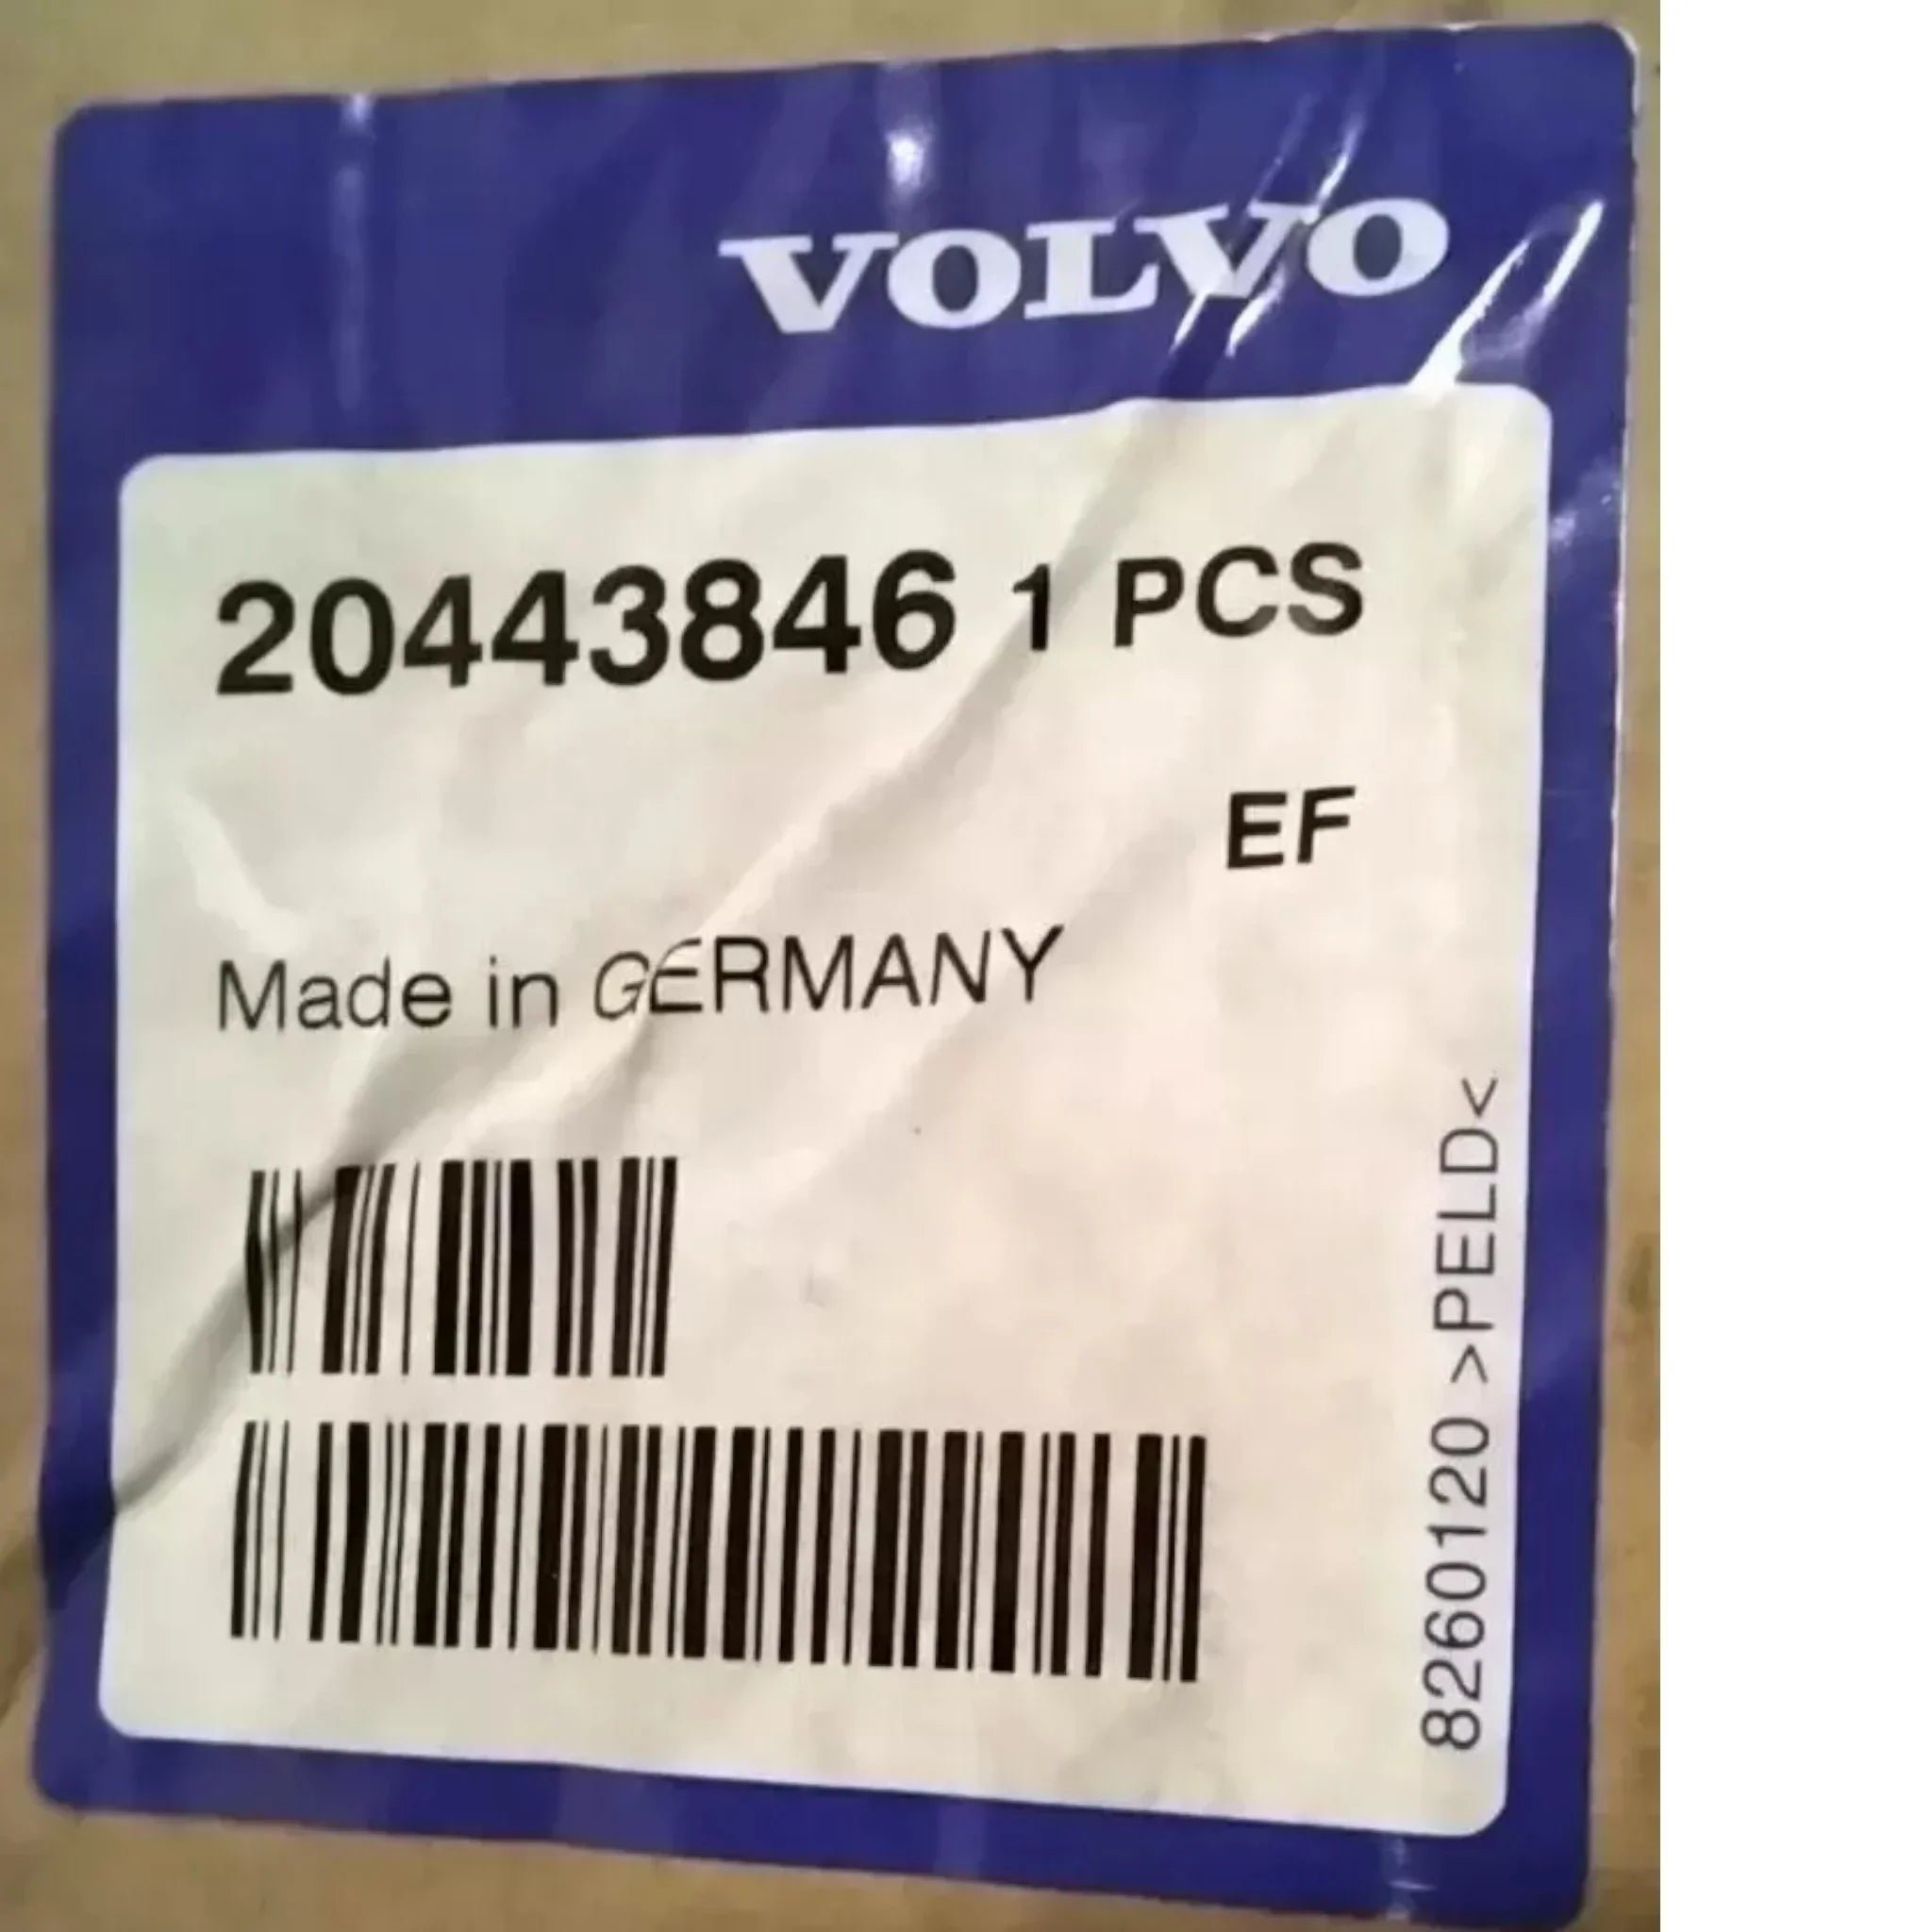 VOLVO
20443846 1 PCS
EF
Made in GERMANY
8260120 >PELD<